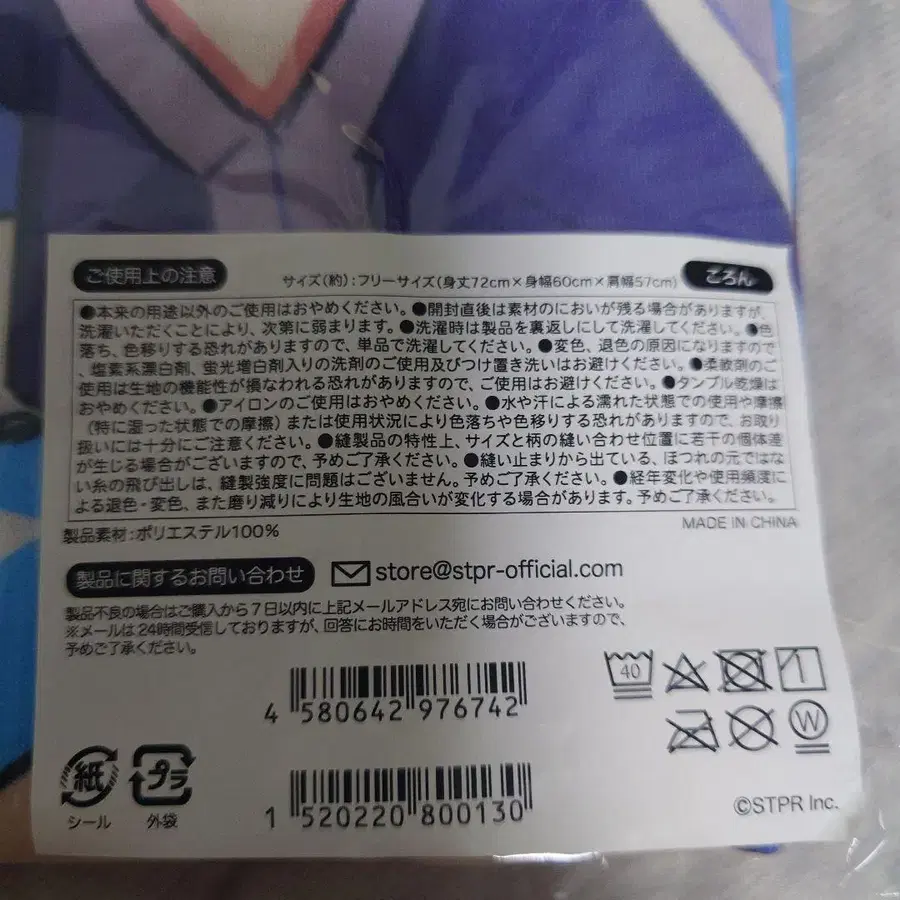 ご使用上の注意
サイズ(約):フリーサイズ(身丈72cm×身幅60cm×肩幅57cm)
ころん
●本来の用途以外のご使用はおやめください。●開封直後は素材のにおいが残る場合がありますが、
洗濯いただくことにより、次第に弱まります。●洗濯時は製品を裏返しにして洗濯してください。●色
落ち、色移りする恐れがありますので、単品で洗濯してください。●変色、退色の原因になりますので
、塩素系漂白剤、蛍光増白剤入りの洗剤のご使用及びつけ置き洗いはお避けください。●柔軟剤のご
使用は生地の機能性が損なわれる恐れがありますので、ご使用はお避けください。●タンブル乾燥は
おやめください。●アイロンのご使用はおやめください。●水や汗による濡れた状態での使用や摩擦
(特に湿った状態での摩擦)または使用状況により色落ちや色移りする恐れがありますので、お取り
扱いには十分にご注意ください。●縫製品の特性上、サイズと柄の縫い合わせ位置に若干の個体差
が生じる場合がございますので、予めご了承ください。●縫い止まりから出ている、ほつれの元ではな
い糸の飛び出しは、縫製強度に問題はございません。予めご了承ください。●経年変化や使用頻度に
よる退色・変色、また磨り減りにより生地の風合いが変化する場合があります。予めご了承ください。
製品素材:ポリエステル100%
MADE IN CHINA
製品に関するお問い合わせ
store@stpr-official.com
製品不良の場合はご購入から7日以内に上記メールアドレス宛にお問い合わせください。
※メールは24時間受信しておりますが、回答にお時間をいただく場合がございますので、
予めご了承ください。
4 580642 976742
40
W
紙
シール
プラ
外袋
1 520220 800130
©STPR Inc.